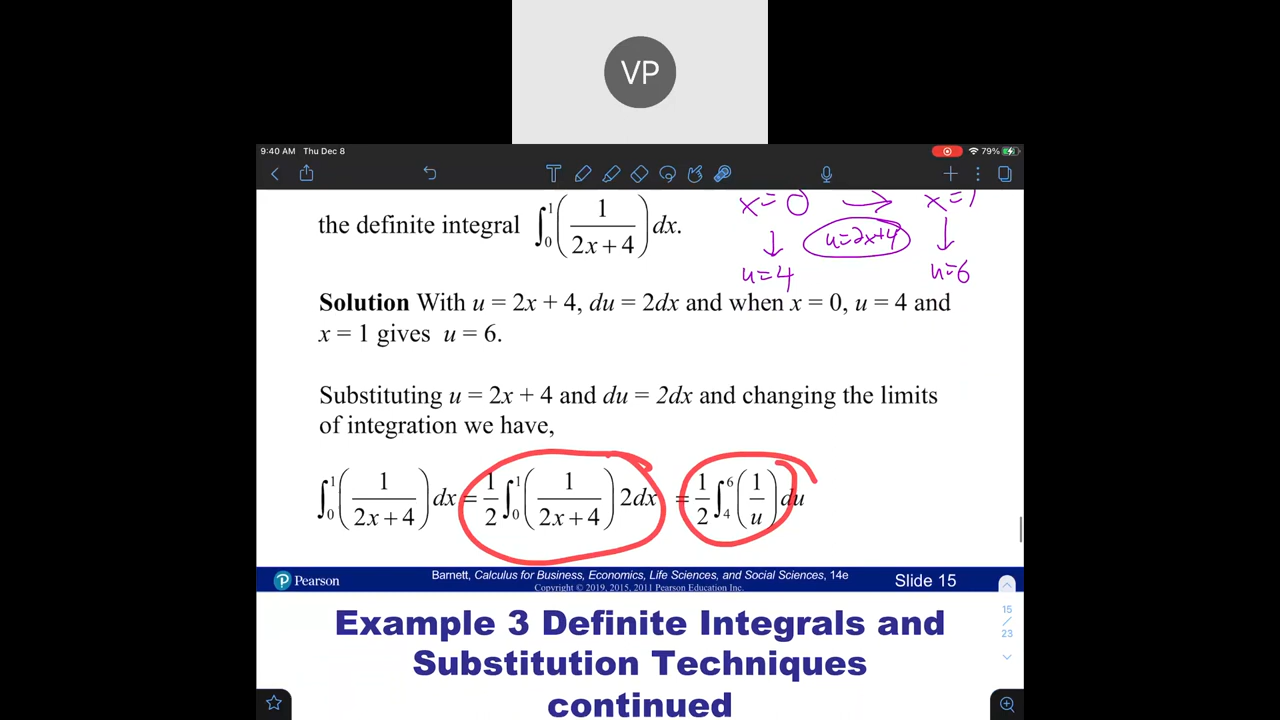 VP
9:40 AM Thu Dec 8
79%
x=0 → x=1
the definite integral ∫₀¹(1/(2x+4))dx.
u=2x+4
u=4 u=6
Solution With u = 2x + 4, du = 2dx and when x = 0, u = 4 and
x = 1 gives u = 6.
Substituting u = 2x + 4 and du = 2dx and changing the limits
of integration we have,
∫₀¹(1/(2x+4))dx = 1/2 ∫₀¹(1/(2x+4))2dx = 1/2 ∫₄⁶(1/u)du
Pearson
Barnett, Calculus for Business, Economics, Life Sciences, and Social Sciences, 14e
Copyright © 2019, 2015, 2011 Pearson Education Inc.
Slide 15
15
/
23
Example 3 Definite Integrals and
Substitution Techniques
continued